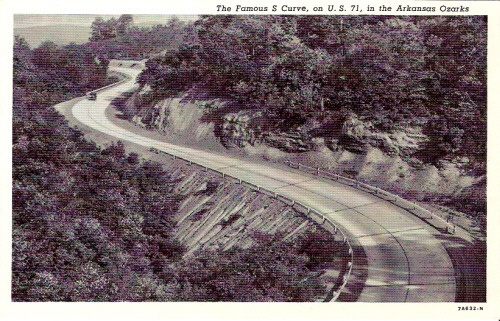 The Famous S Curve, on U. S. 71, in the Arkansas Ozarks
7A632-N